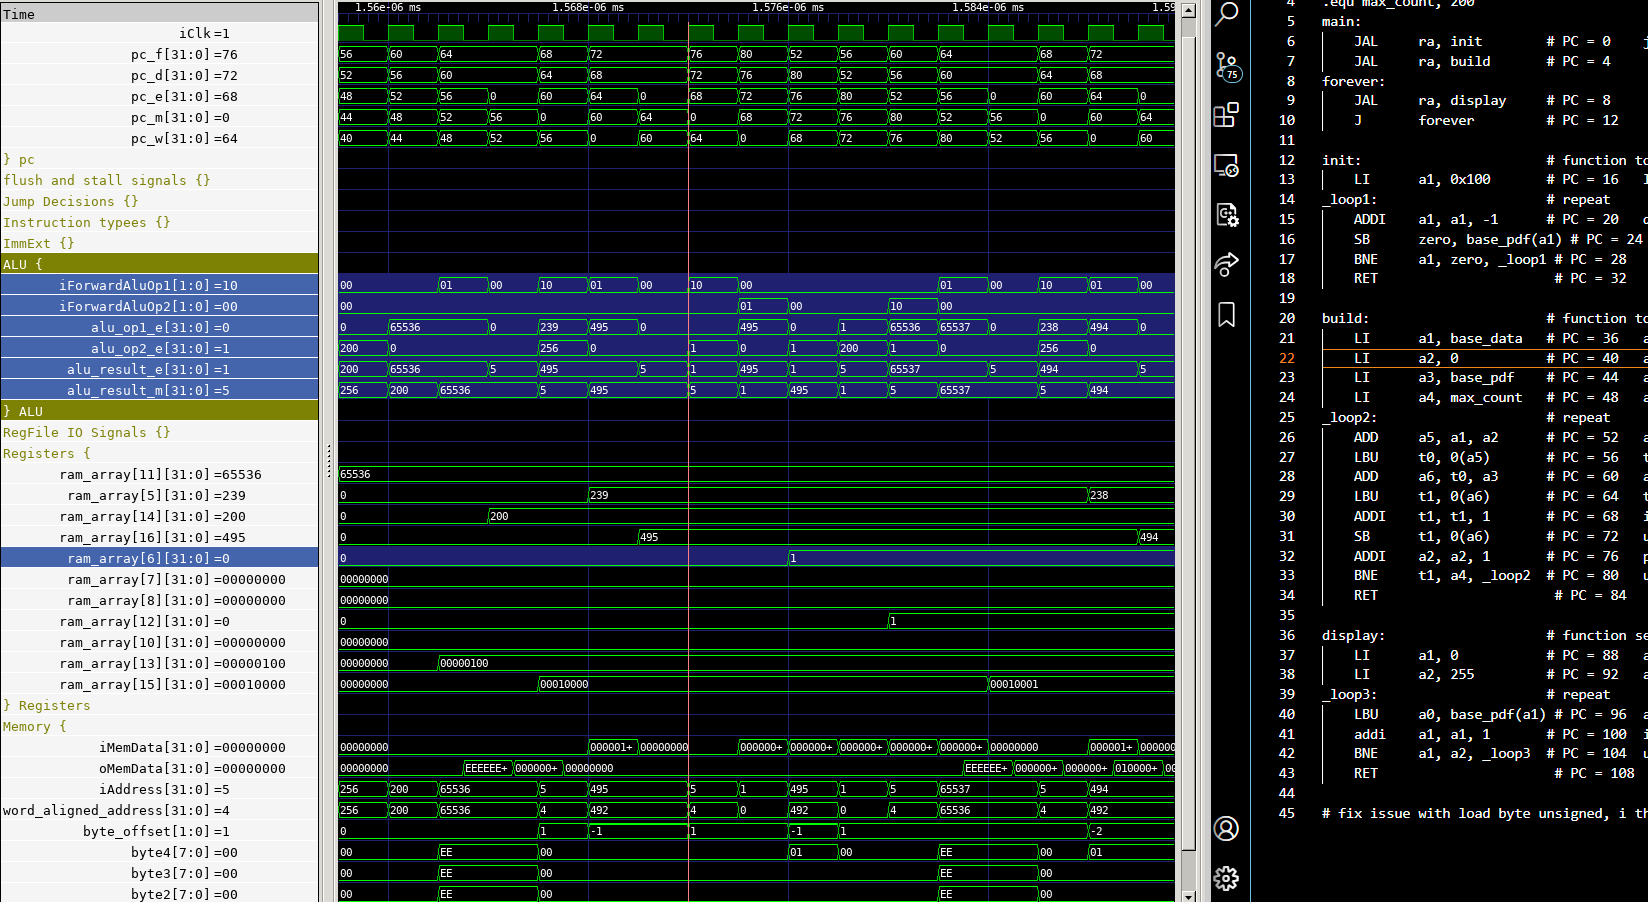 Time
1.56e-06 ms 1.568e-06 ms 1.576e-06 ms 1.584e-06 ms 1.59
iClk=1
pc_f[31:0]=76 56 60 64 68 72 76 80 52 56 60 64 68 72
pc_d[31:0]=72 52 56 60 64 68 72 76 80 52 56 60 64 68
pc_e[31:0]=68 48 52 56 0 60 64 0 68 72 76 80 52 56 0 60 64 0
pc_m[31:0]=0 44 48 52 56 0 60 64 0 68 72 76 80 52 56 0 60 64
pc_w[31:0]=64 40 44 48 52 56 0 60 64 0 68 72 76 80 52 56 0 60
} pc
flush and stall signals {}
Jump Decisions {}
Instruction typees {}
ImmExt {}
ALU {
iForwardAluOp1[1:0]=10 00 01 00 10 01 00 10 00 01 00 10 01 00
iForwardAluOp2[1:0]=00 00 01 00 10 00
alu_op1_e[31:0]=0 0 65536 0 239 495 0 495 0 1 65536 65537 0 238 494 0
alu_op2_e[31:0]=1 200 0 256 0 1 0 1 200 1 0 256 0
alu_result_e[31:0]=1 200 65536 5 495 5 1 495 1 5 65537 5 494 5
alu_result_m[31:0]=5 256 200 65536 5 495 5 1 495 1 5 65537 5 494
} ALU
RegFile IO Signals {}
Registers {
ram_array[11][31:0]=65536 65536
ram_array[5][31:0]=239 0 239 238
ram_array[14][31:0]=200 0 200
ram_array[16][31:0]=495 0 495 494
ram_array[6][31:0]=0 0 1
ram_array[7][31:0]=00000000 00000000
ram_array[8][31:0]=00000000 00000000
ram_array[12][31:0]=0 0 1
ram_array[10][31:0]=00000000 00000000
ram_array[13][31:0]=00000100 00000000 00000100
ram_array[15][31:0]=00010000 00000000 00010000 00010001
} Registers
Memory {
iMemData[31:0]=00000000 00000000 000001+ 00000000 000000+ 000000+ 000000+ 000000+ 000000+ 00000000 000001+ 000000
oMemData[31:0]=00000000 00000000 EEEEEE+ 000000+ 00000000 EEEEEE+ 000000+ 000000+ 010000+ 00
iAddress[31:0]=5 256 200 65536 5 495 5 1 495 1 5 65537 5 494
word_aligned_address[31:0]=4 256 200 65536 4 492 4 0 492 0 4 65536 4 492
byte_offset[1:0]=1 0 1 -1 1 -1 1 -2
byte4[7:0]=00 00 EE 00 01 00 EE 00 01
byte3[7:0]=00 00 EE 00 EE 00
byte2[7:0]=00 00 EE 00 EE 00
75
4 .equ max_count, 200
5 main:
6 JAL ra, init # PC = 0
7 JAL ra, build # PC = 4
8 forever:
9 JAL ra, display # PC = 8
10 J forever # PC = 12
11
12 init: # function to
13 LI a1, 0x100 # PC = 16
14 _loop1: # repeat
15 ADDI a1, a1, -1 # PC = 20
16 SB zero, base_pdf(a1) # PC = 24
17 BNE a1, zero, _loop1 # PC = 28
18 RET # PC = 32
19
20 build: # function to
21 LI a1, base_data # PC = 36 a
22 LI a2, 0 # PC = 40 a
23 LI a3, base_pdf # PC = 44 a
24 LI a4, max_count # PC = 48 a
25 _loop2: # repeat
26 ADD a5, a1, a2 # PC = 52 a
27 LBU t0, 0(a5) # PC = 56 t
28 ADD a6, t0, a3 # PC = 60 a
29 LBU t1, 0(a6) # PC = 64 t
30 ADDI t1, t1, 1 # PC = 68 i
31 SB t1, 0(a6) # PC = 72 u
32 ADDI a2, a2, 1 # PC = 76 p
33 BNE t1, a4, _loop2 # PC = 80 u
34 RET # PC = 84
35
36 display: # function se
37 LI a1, 0 # PC = 88 a
38 LI a2, 255 # PC = 92 a
39 _loop3: # repeat
40 LBU a0, base_pdf(a1) # PC = 96 a
41 addi a1, a1, 1 # PC = 100 i
42 BNE a1, a2, _loop3 # PC = 104 u
43 RET # PC = 108
44
45 # fix issue with load byte unsigned, i th